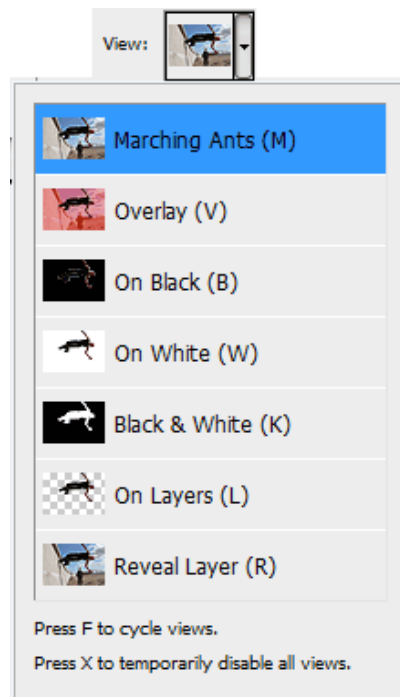 View:
Marching Ants (M)
Overlay (V)
On Black (B)
On White (W)
Black & White (K)
On Layers (L)
Reveal Layer (R)
Press F to cycle views.
Press X to temporarily disable all views.